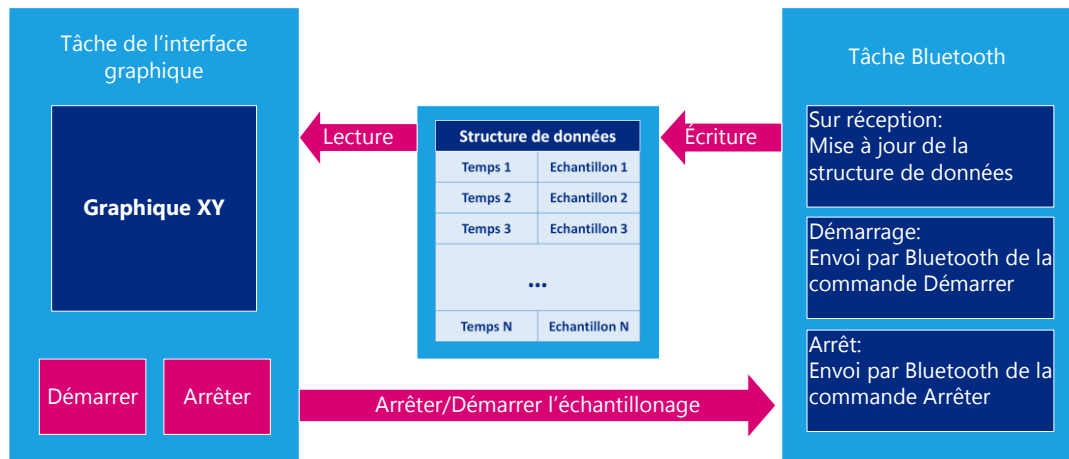 Tâche de l'interface
graphique
Graphique XY
Démarrer
Arrêter
Lecture
Structure de données
Temps 1 Echantillon 1
Temps 2 Echantillon 2
Temps 3 Echantillon 3
...
Temps N Echantillon N
Écriture
Arrêter/Démarrer l'échantillonage
Tâche Bluetooth
Sur réception:
Mise à jour de la
structure de données
Démarrage:
Envoi par Bluetooth de la
commande Démarrer
Arrêt:
Envoi par Bluetooth de la
commande Arrêter